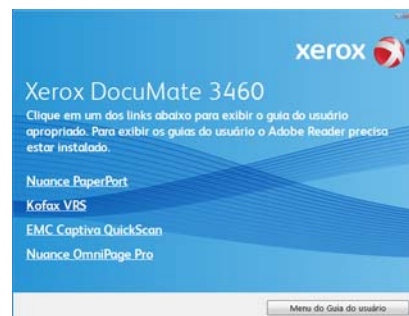 xerox
Xerox DocuMate 3460
Clique em um dos links abaixo para exibir o guia do usuário
apropriado. Para exibir os guias do usuário o Adobe Reader precisa
estar instalado.
Nuance PaperPort
Kofax VRS
EMC Captiva QuickScan
Nuance OmniPage Pro
Menu do Guia do usuário